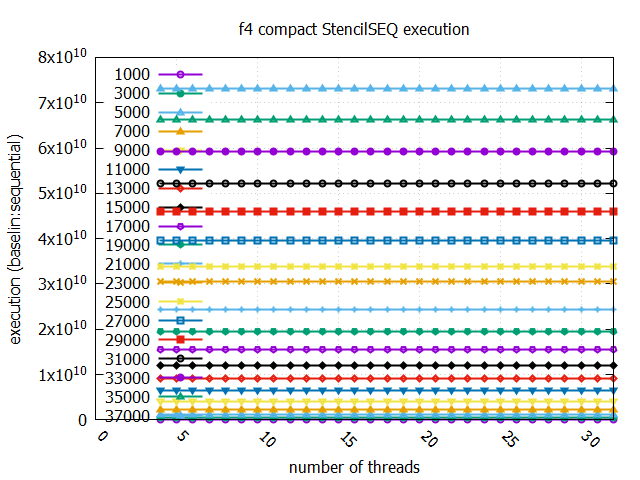 f4 compact StencilSEQ execution
execution (baselin:sequential)
8x10^10
7x10^10
6x10^10
5x10^10
4x10^10
3x10^10
2x10^10
1x10^10
0
1000
3000
5000
7000
9000
11000
13000
15000
17000
19000
21000
23000
25000
27000
29000
31000
33000
35000
37000
0 5 10 15 20 25 30
number of threads